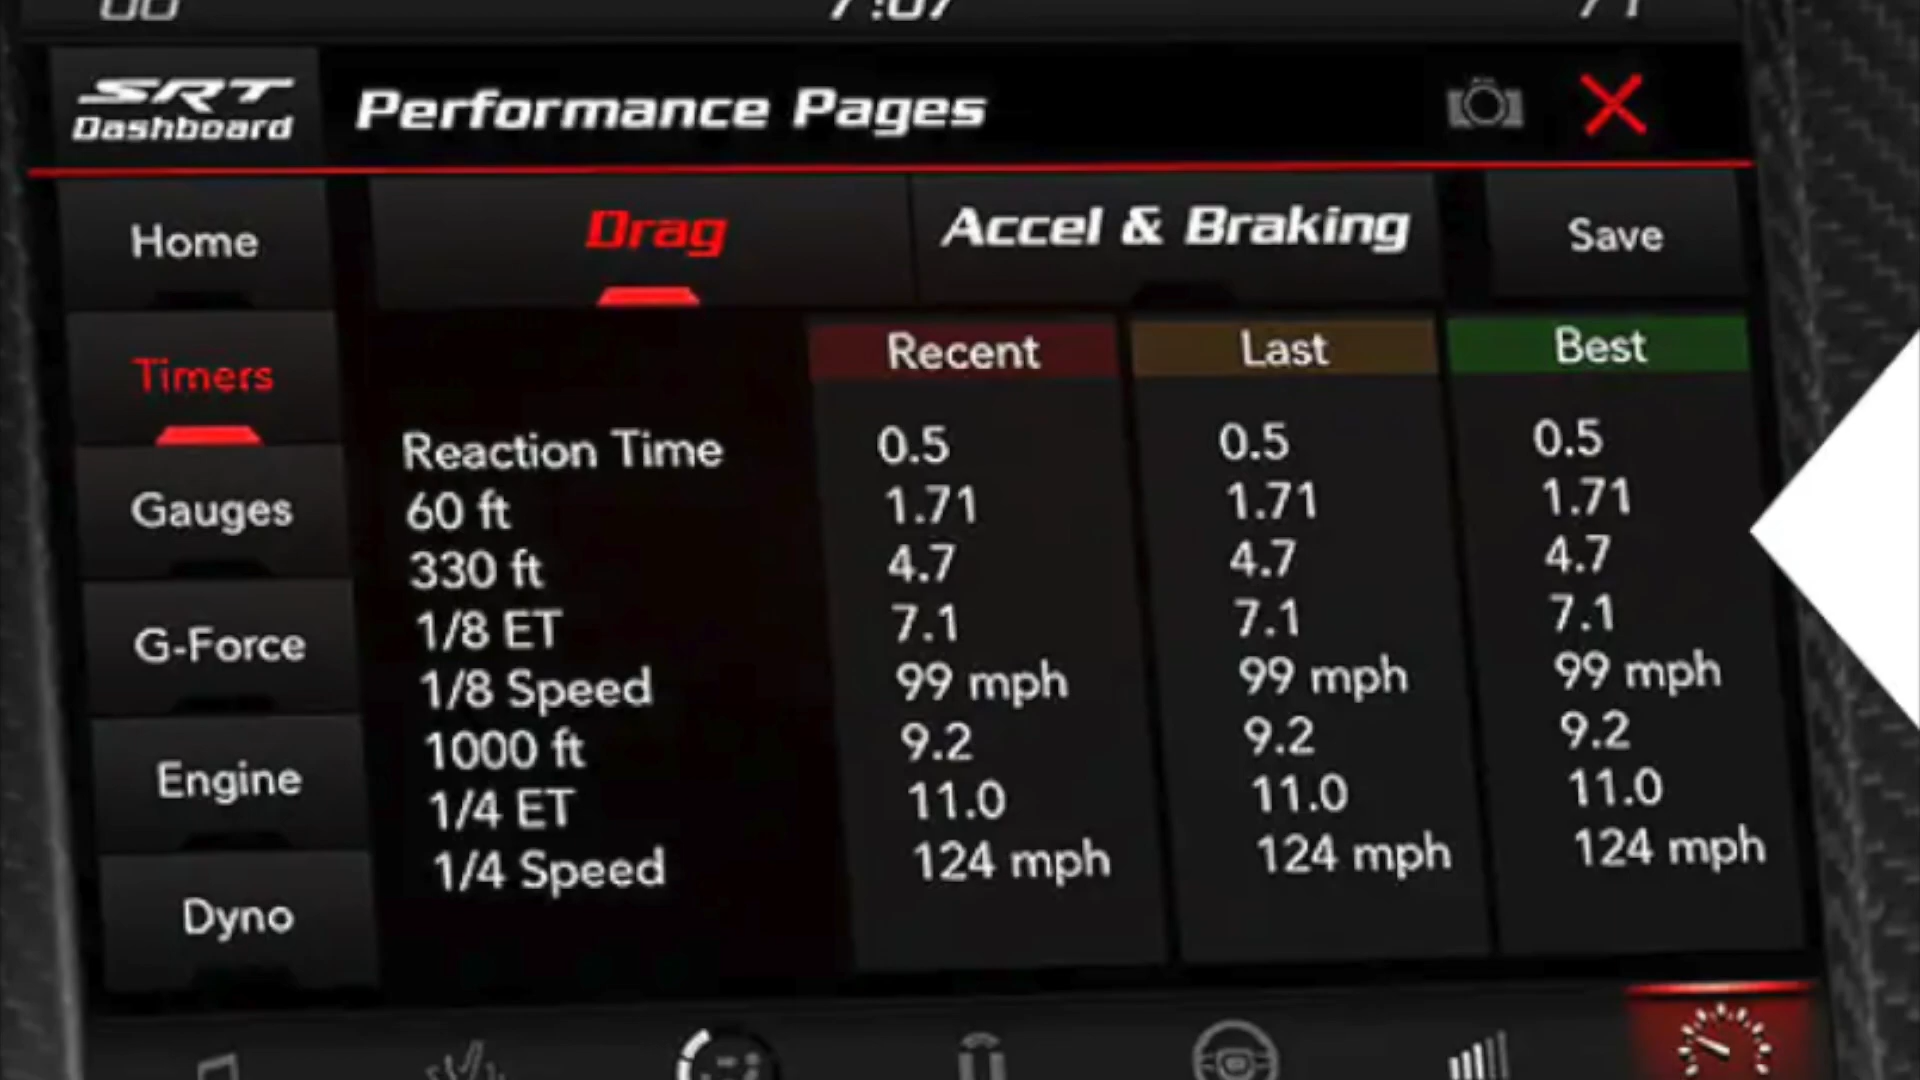 7:07
SRT
Dashboard
Performance Pages
Home
Drag
Accel & Braking
Save
Timers
Recent Last Best
Reaction Time 0.5 0.5 0.5
60 ft 1.71 1.71 1.71
Gauges
330 ft 4.7 4.7 4.7
1/8 ET 7.1 7.1 7.1
G-Force
1/8 Speed 99 mph 99 mph 99 mph
1000 ft 9.2 9.2 9.2
Engine
1/4 ET 11.0 11.0 11.0
1/4 Speed 124 mph 124 mph 124 mph
Dyno